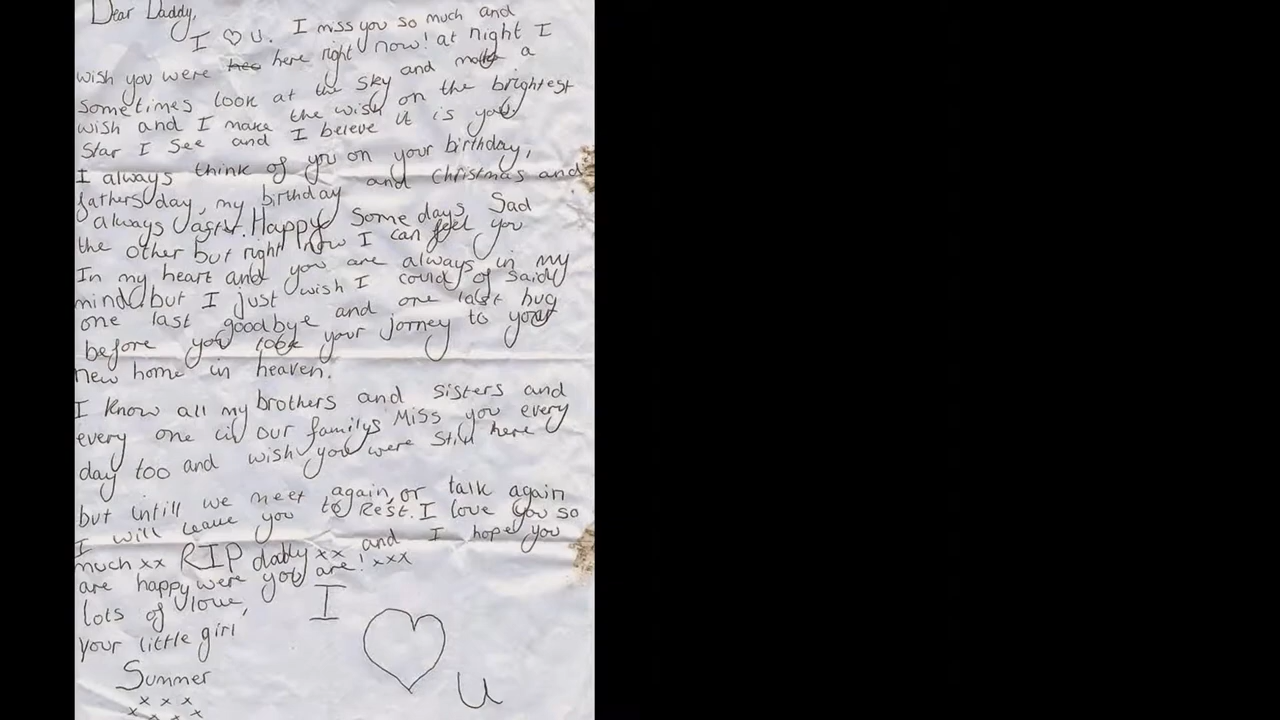 Dear Daddy,
I ♡ U. I miss you so much and
wish you were here right now! at night I
sometimes look at the sky and make a
wish and I make the wish on the brightest
Star I See and I beleve it is you
I always think of you on your birthday,
fathers day, my birthday and Christmas and
always Happy Some days Sad
the other but right now I can feel you
In my heart and you are always in my
mind, but I just wish I could of said
one last goodbye and one last hug
before you took your jorney to your
new home in heaven.
I know all my brothers and sisters and
every one in our familys Miss you every
day too and wish you were Still here
but intill we meet again, or talk again
I will leave you to Rest. I love you so
much xx RIP daddy xx and I hope you
are happy were you are! xxx
lots of love,
your little girl
Summer
x x x
x x x x
I ♡ U